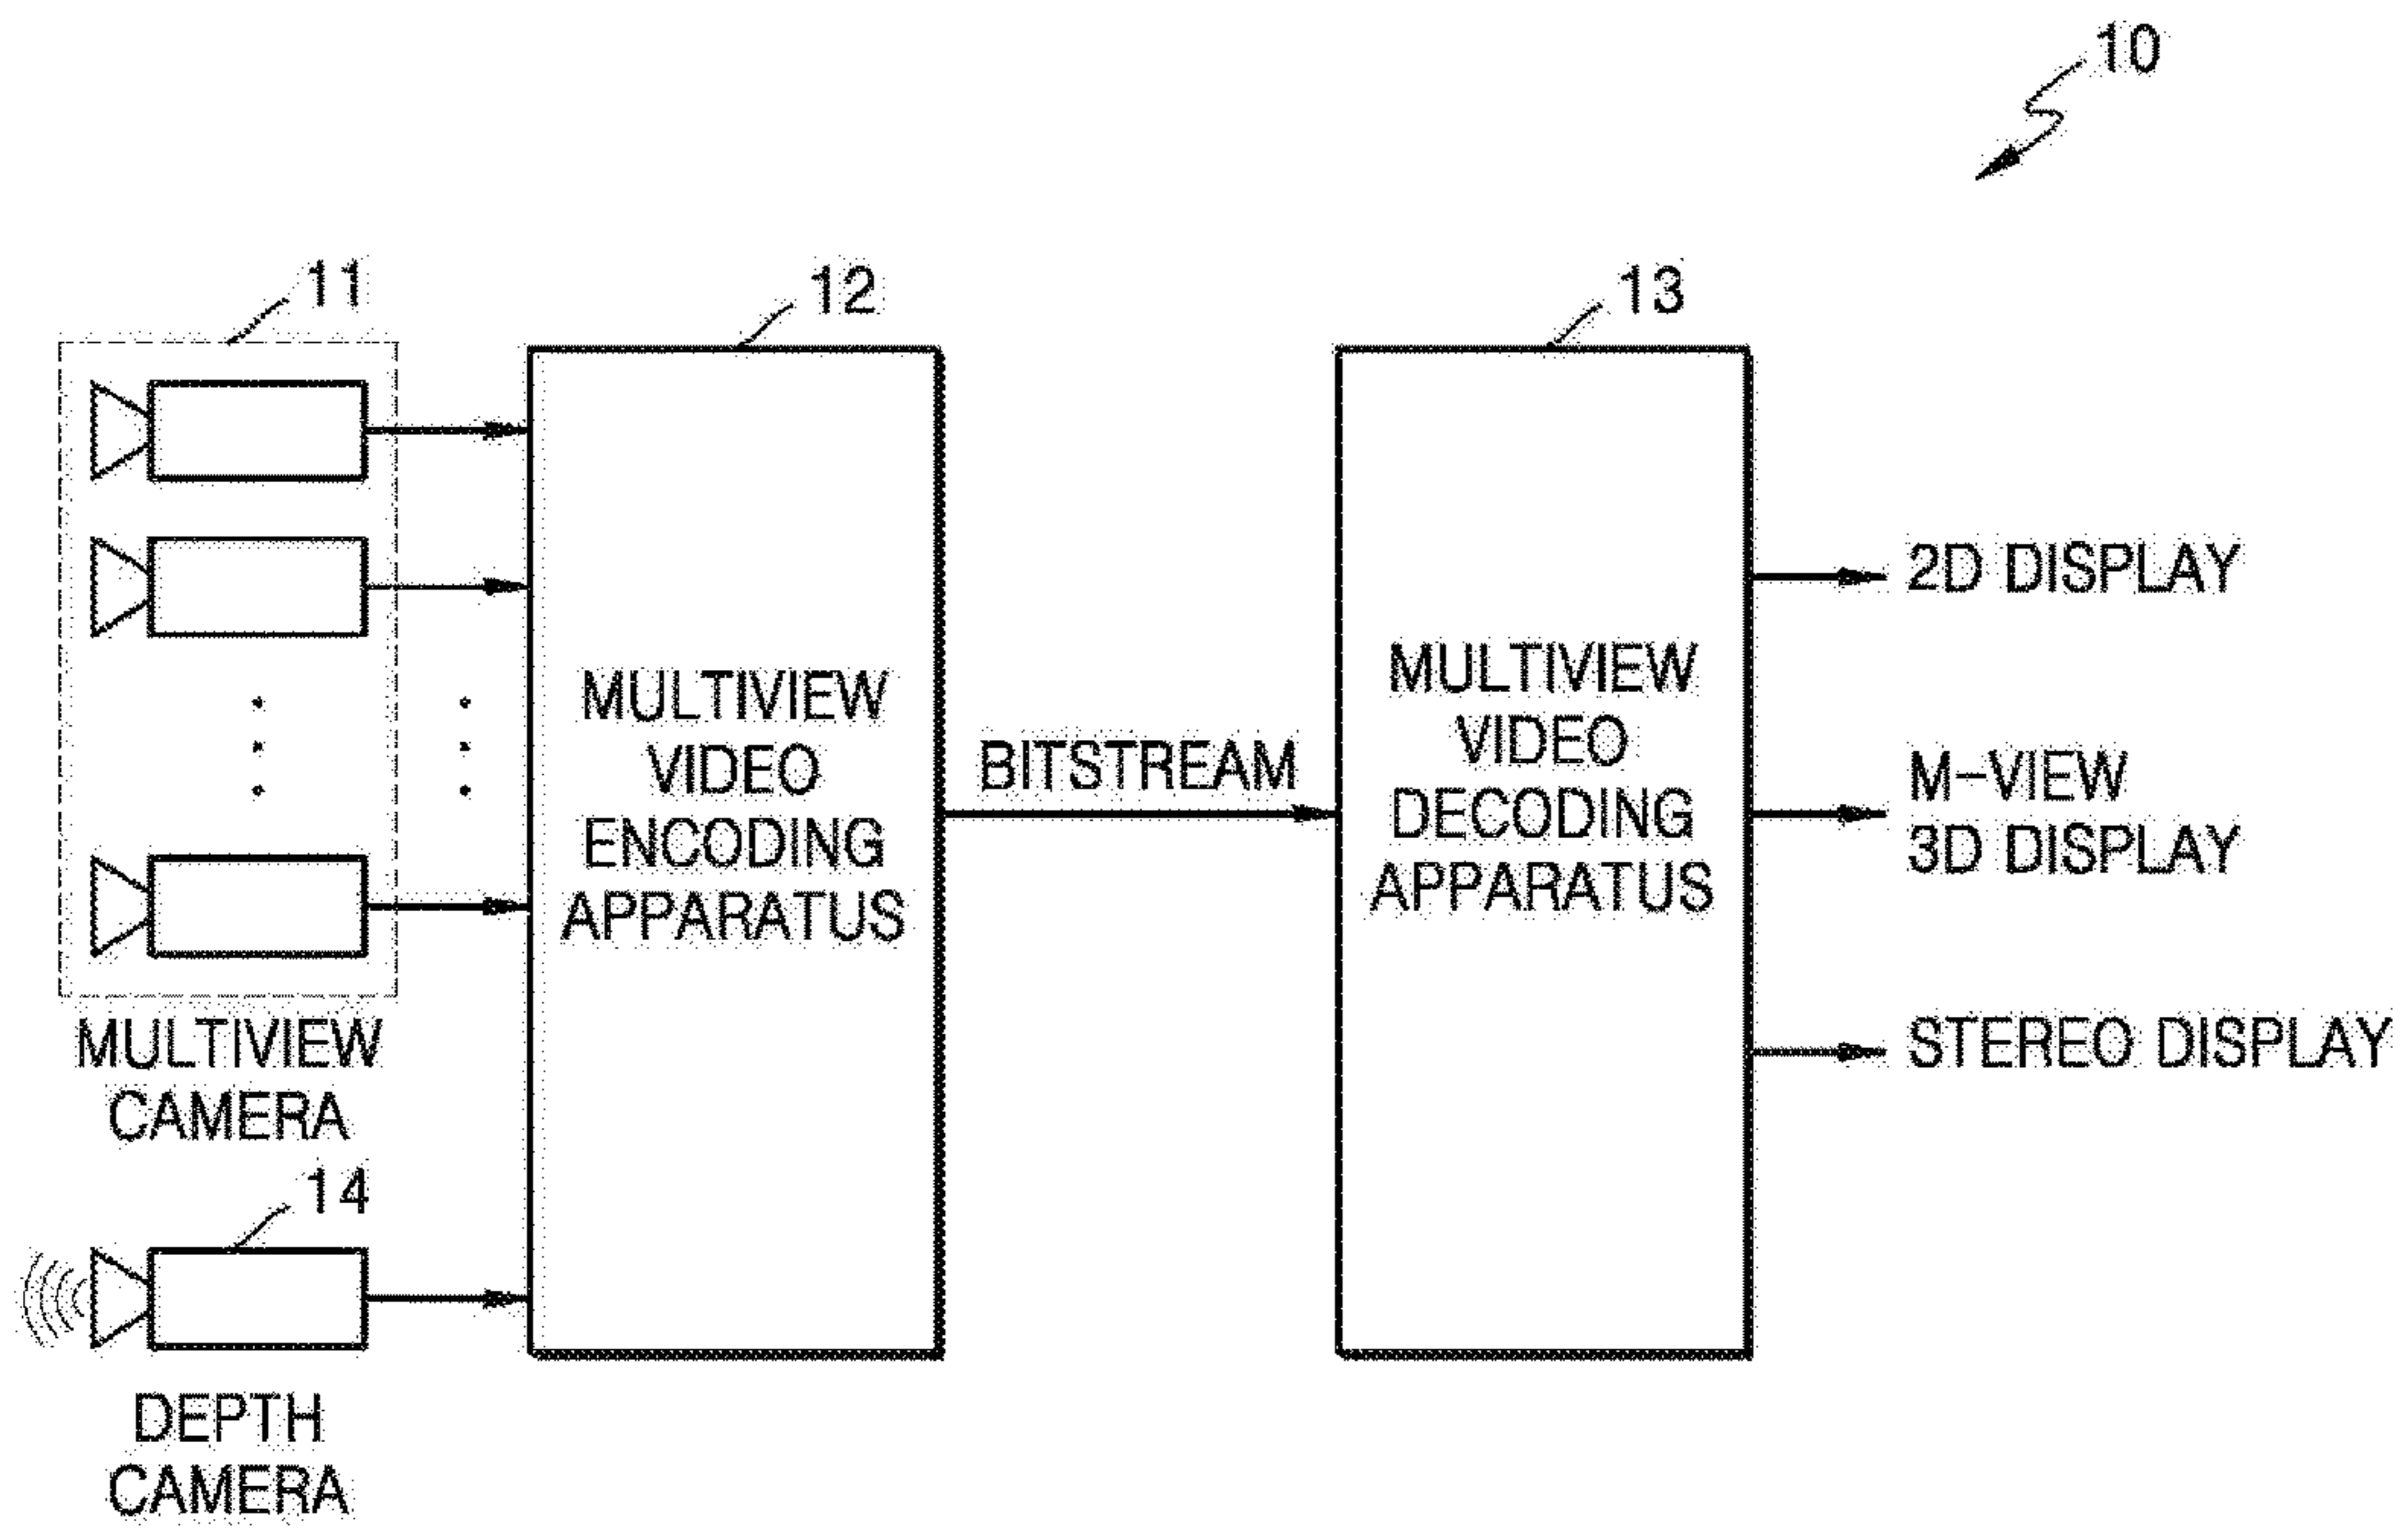 10
11
12
13
MULTIVIEW
VIDEO
ENCODING
APPARATUS
BITSTREAM
MULTIVIEW
VIDEO
DECODING
APPARATUS
2D DISPLAY
M-VIEW
3D DISPLAY
STEREO DISPLAY
MULTIVIEW
CAMERA
14
DEPTH
CAMERA